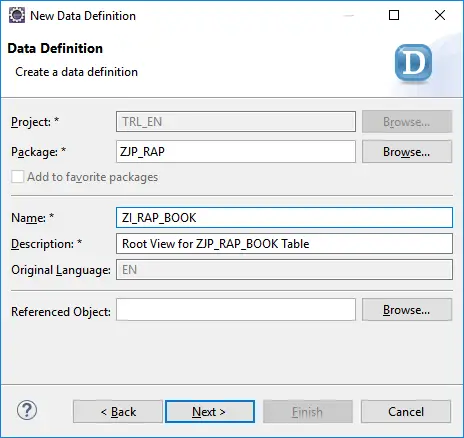 New Data Definition
Data Definition
Create a data definition
D
Project: * TRL_EN Browse...
Package: * ZJP_RAP Browse...
Add to favorite packages
Name: * ZI_RAP_BOOK
Description: * Root View for ZJP_RAP_BOOK Table
Original Language: EN
Referenced Object: Browse...
? < Back Next > Finish Cancel